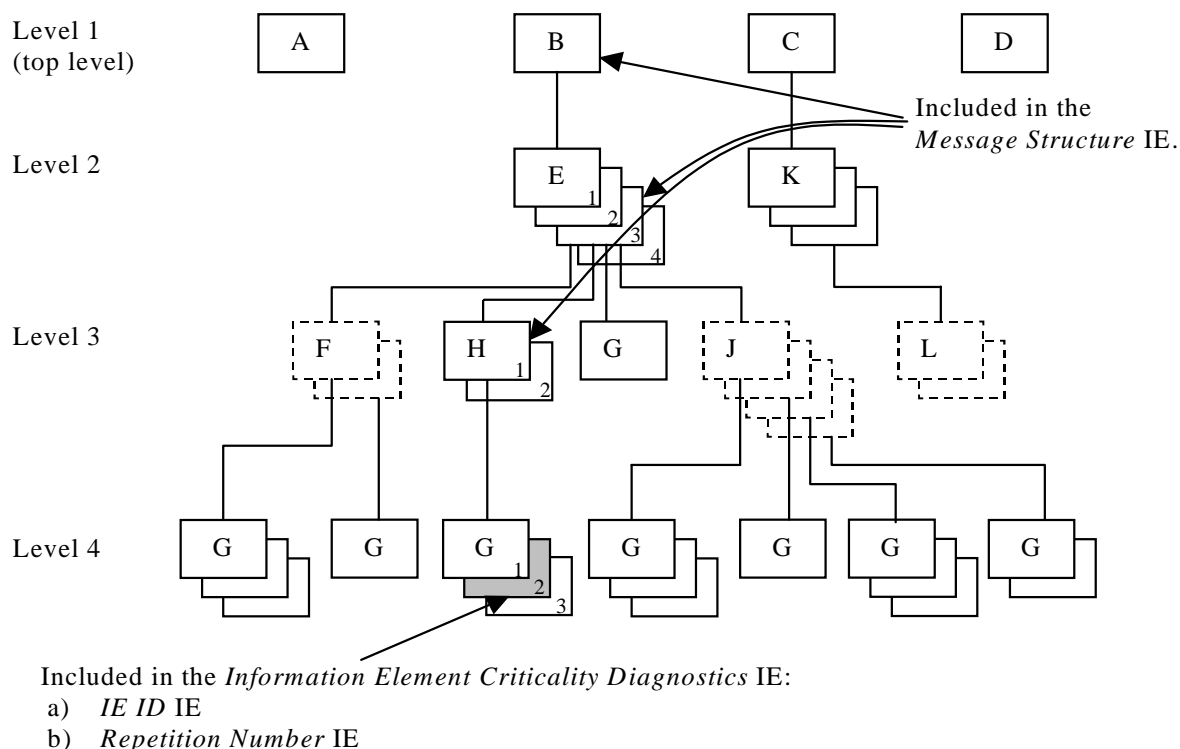 Level 1
(top level)
A
B
C
D
Included in the
Message Structure IE.
Level 2
E
1
2
3
4
K
Level 3
F
H
1
2
G
J
L
Level 4
G
G
G
1
2
3
G
G
G
G
Included in the Information Element Criticality Diagnostics IE:
a) IE ID IE
b) Repetition Number IE